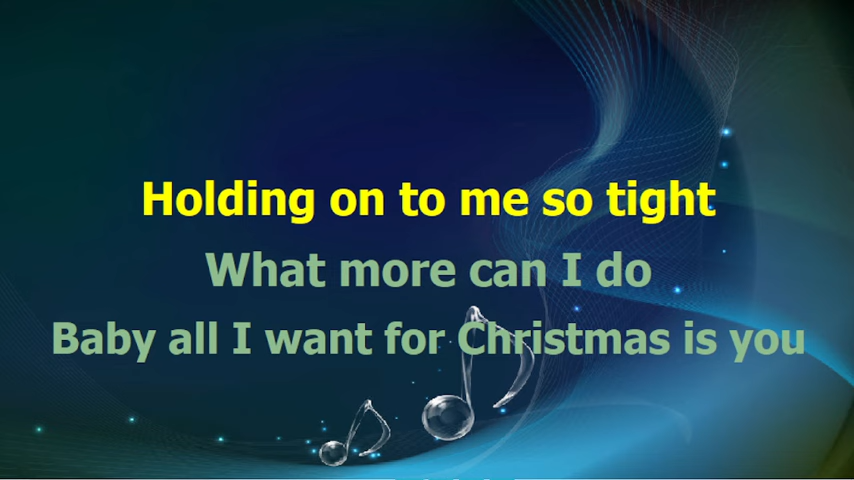 Holding on to me so tight
What more can I do
Baby all I want for Christmas is you